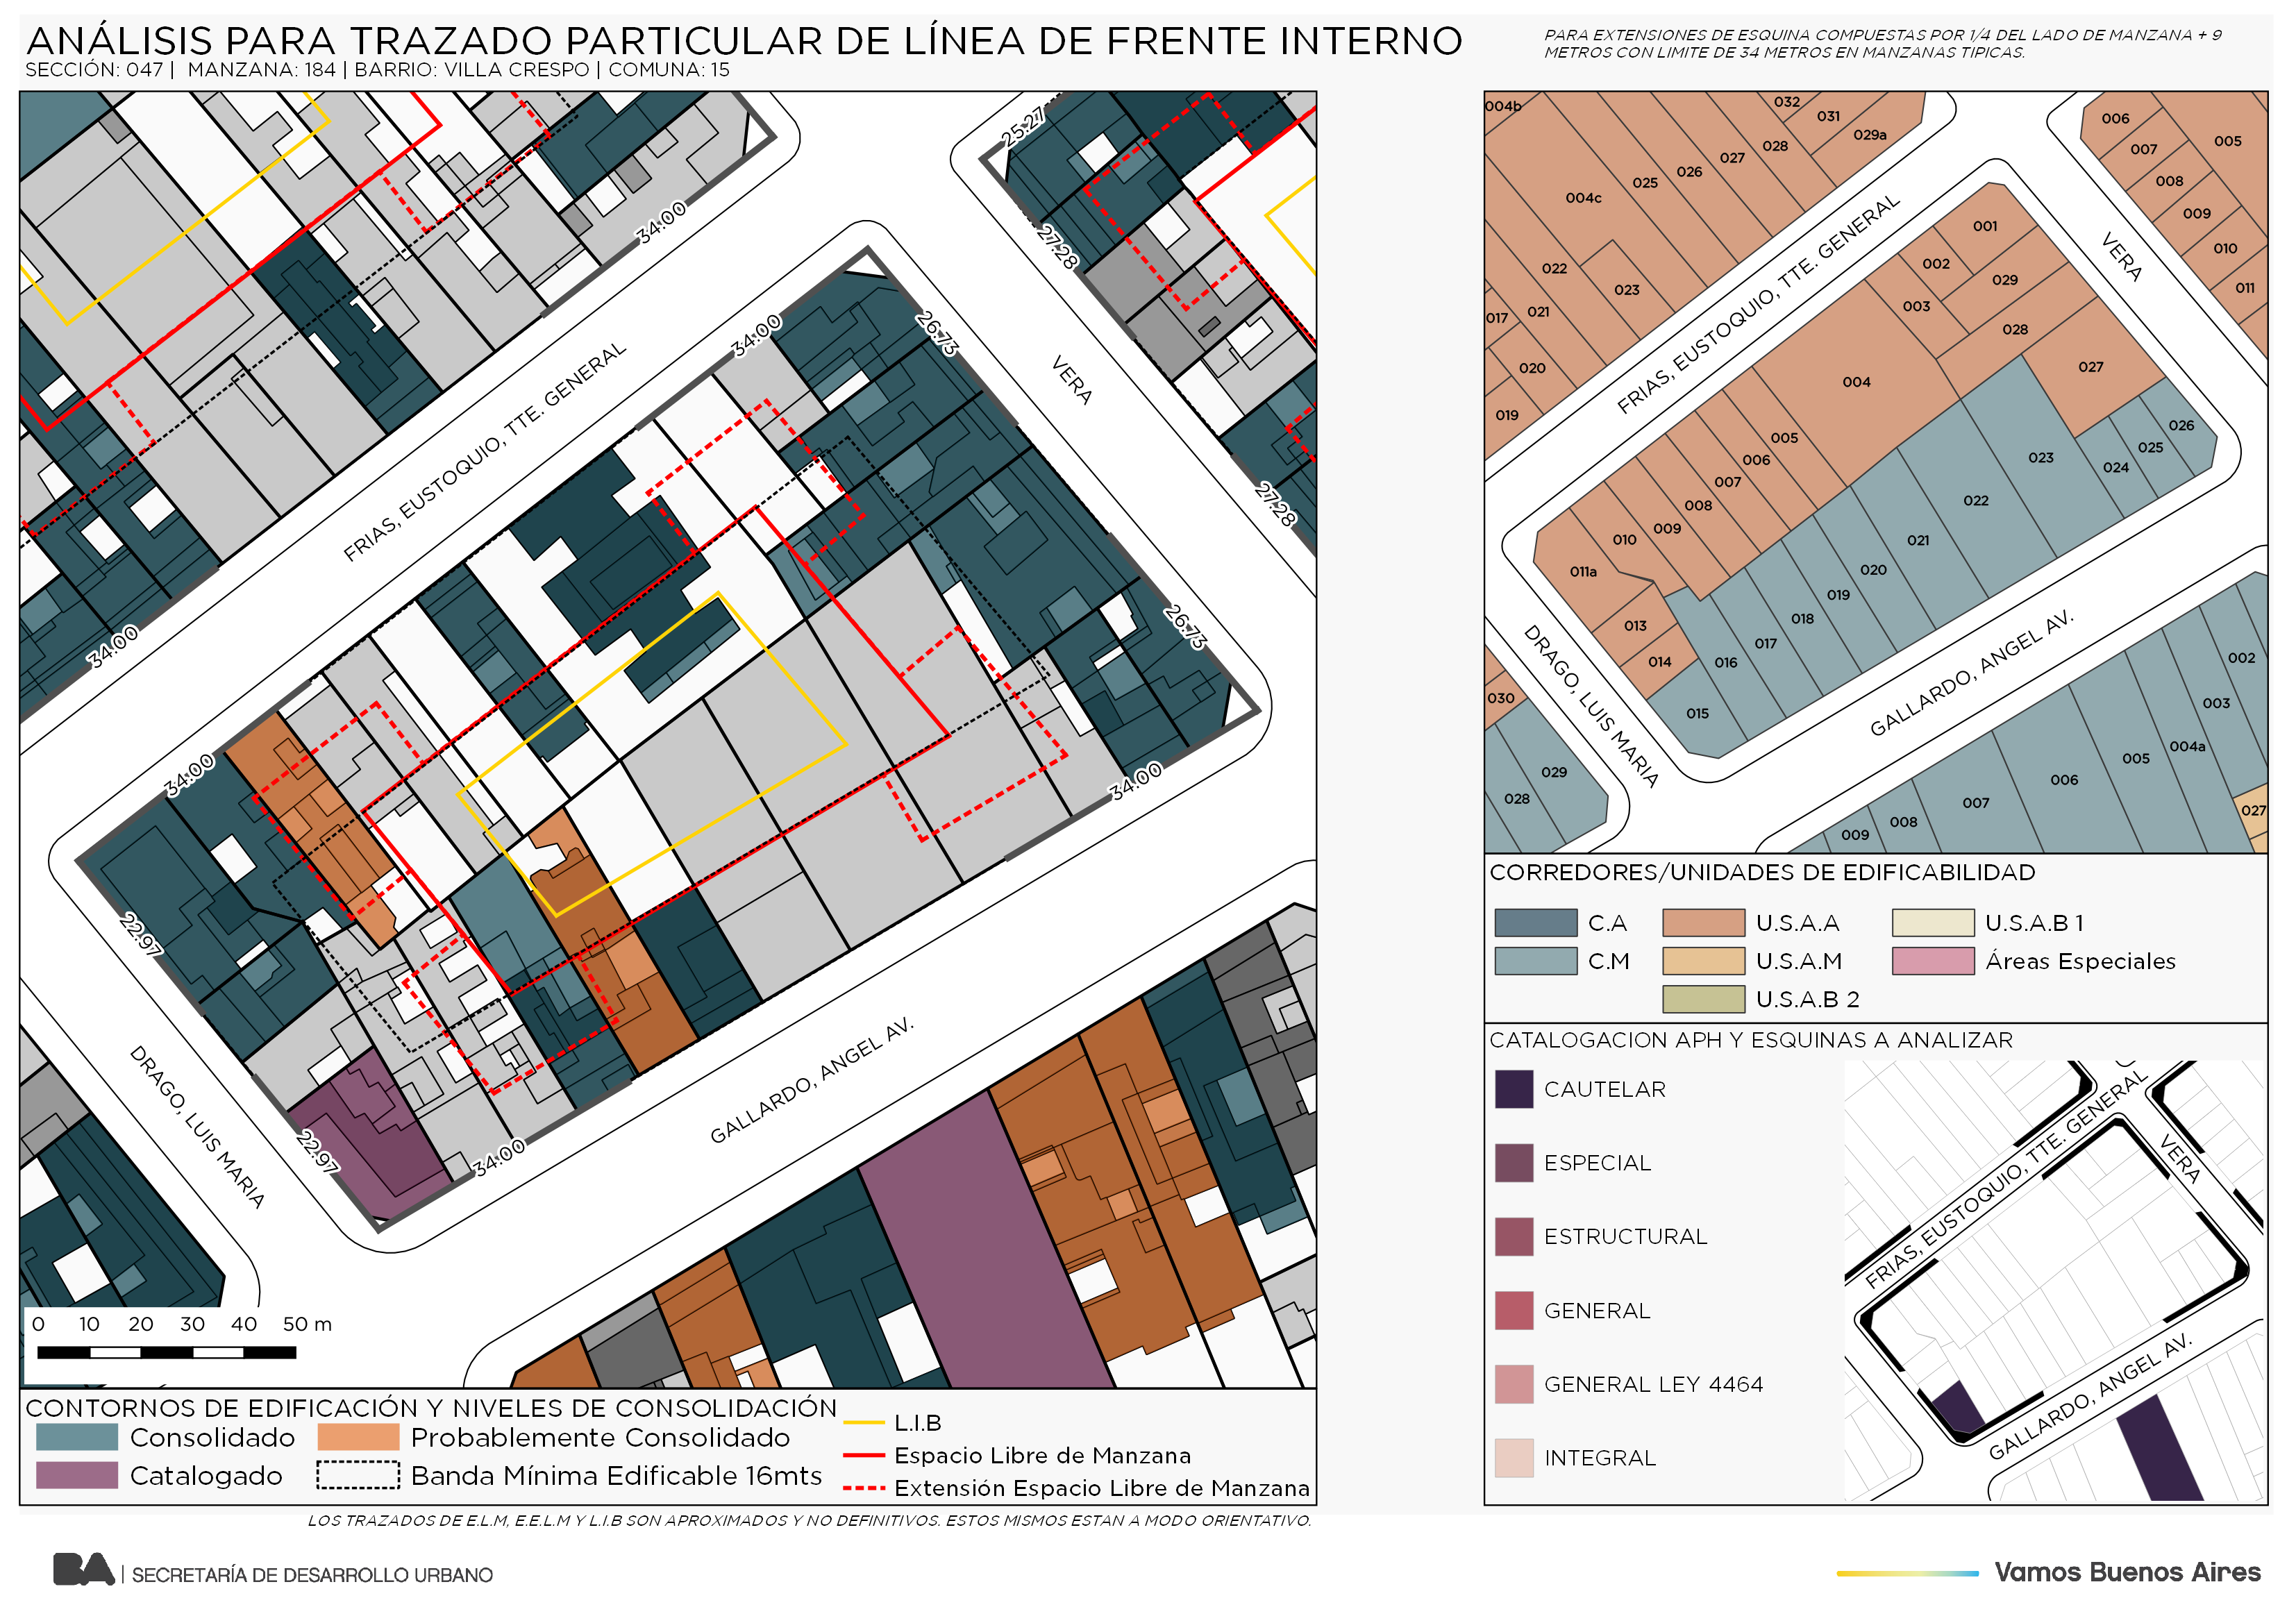 ANÁLISIS PARA TRAZADO PARTICULAR DE LÍNEA DE FRENTE INTERNO
SECCIÓN: 047 | MANZANA: 184 | BARRIO: VILLA CRESPO | COMUNA: 15
PARA EXTENSIONES DE ESQUINA COMPUESTAS POR 1/4 DEL LADO DE MANZANA + 9
METROS CON LIMITE DE 34 METROS EN MANZANAS TIPICAS.
25.27
34.00
27.28
34.00
26.73
VERA
FRIAS, EUSTOQUIO, TTE. GENERAL
27.28
34.00
26.73
34.00
34.00
22.97
GALLARDO, ANGEL AV.
DRAGO, LUIS MARIA
22.97
34.00
0 10 20 30 40 50 m
CONTORNOS DE EDIFICACIÓN Y NIVELES DE CONSOLIDACIÓN
Consolidado
Probablemente Consolidado
Catalogado
Banda Mínima Edificable 16mts
L.I.B
Espacio Libre de Manzana
Extensión Espacio Libre de Manzana
LOS TRAZADOS DE E.L.M, E.E.L.M Y L.I.B SON APROXIMADOS Y NO DEFINITIVOS. ESTOS MISMOS ESTAN A MODO ORIENTATIVO.
004b
032
031
029a
028
027
026
025
004c
022
023
021
017
020
019
006
005
007
008
009
010
011
VERA
FRIAS, EUSTOQUIO, TTE. GENERAL
001
002
029
003
028
027
004
005
006
007
008
009
010
011a
013
014
026
025
024
023
022
021
020
019
018
017
016
015
DRAGO, LUIS MARIA
GALLARDO, ANGEL AV.
030
029
028
002
003
004a
005
006
007
008
009
027
CORREDORES/UNIDADES DE EDIFICABILIDAD
C.A
U.S.A.A
U.S.A.B 1
C.M
U.S.A.M
Áreas Especiales
U.S.A.B 2
CATALOGACION APH Y ESQUINAS A ANALIZAR
CAUTELAR
ESPECIAL
ESTRUCTURAL
GENERAL
GENERAL LEY 4464
INTEGRAL
FRIAS, EUSTOQUIO, TTE. GENERAL
VERA
GALLARDO, ANGEL AV.
BA | SECRETARÍA DE DESARROLLO URBANO
Vamos Buenos Aires